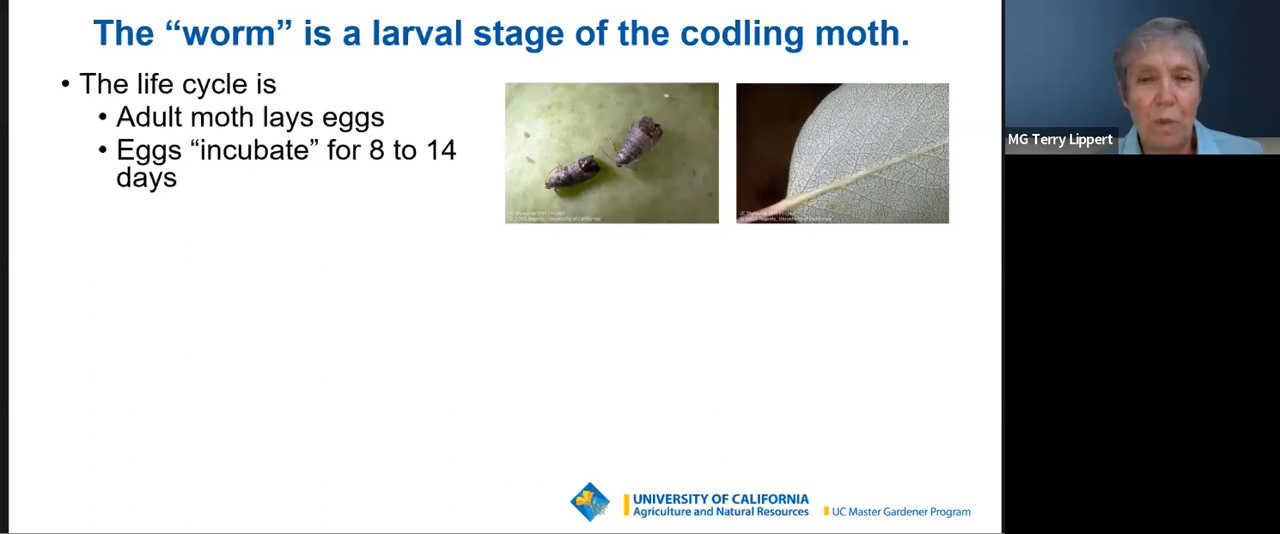 The “worm” is a larval stage of the codling moth.
• The life cycle is
• Adult moth lays eggs
• Eggs “incubate” for 8 to 14
days
MG Terry Lippert
UNIVERSITY OF CALIFORNIA
Agriculture and Natural Resources
UC Master Gardener Program